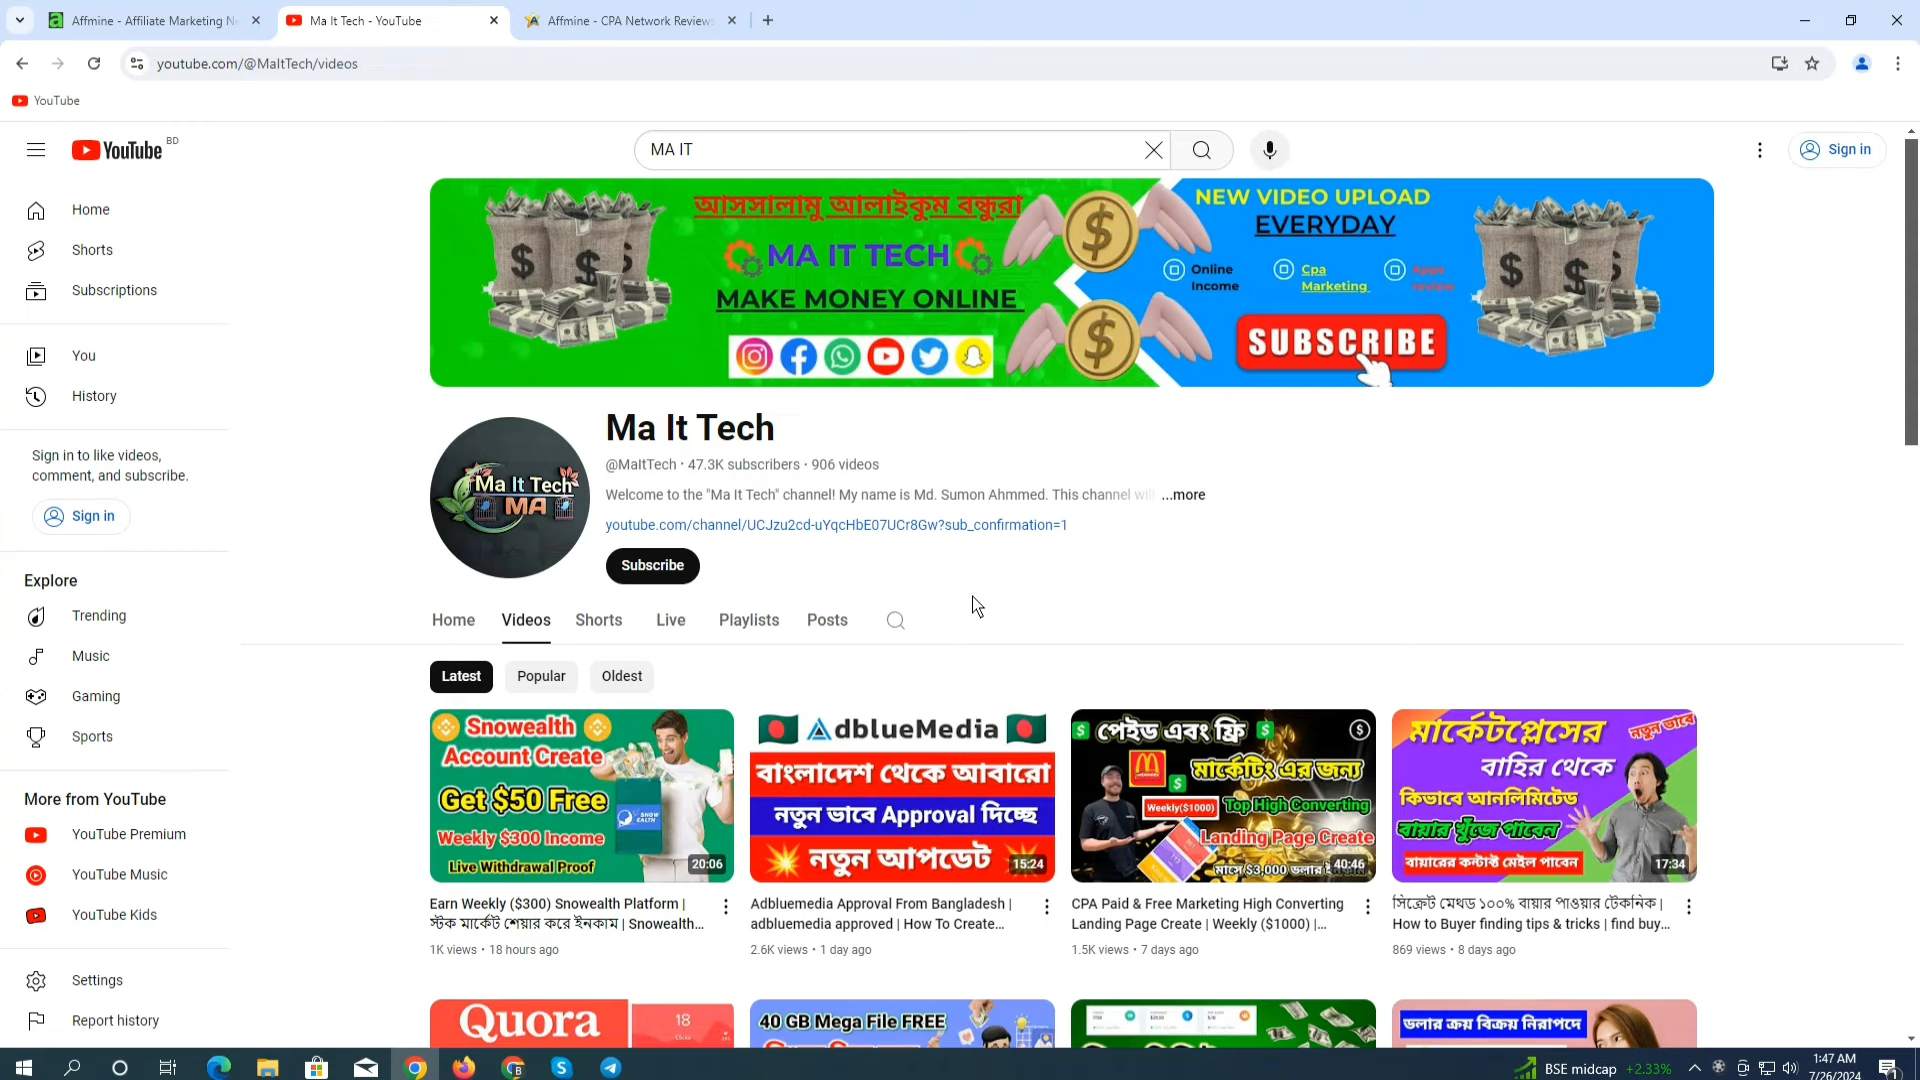 Affmine - Affiliate Marketing Ne
Ma It Tech - YouTube
Affmine - CPA Network Reviews
youtube.com/@MaItTech/videos
YouTube
YouTube BD
MA IT
Sign in
Home
Shorts
Subscriptions
You
History
Sign in to like videos,
comment, and subscribe.
Sign in
Explore
Trending
Music
Gaming
Sports
More from YouTube
YouTube Premium
YouTube Music
YouTube Kids
Settings
Report history
আসসালামু আলাইকুম বন্ধুরা
MA IT TECH
MAKE MONEY ONLINE
NEW VIDEO UPLOAD
EVERYDAY
Online
Income
Cpa
Marketing
Apps
review
SUBSCRIBE
Ma It Tech
MA
Ma It Tech
@MaItTech • 47.3K subscribers • 906 videos
Welcome to the "Ma It Tech" channel! My name is Md. Sumon Ahmmed. This channel will ...more
youtube.com/channel/UCJzu2cd-uYqcHbE07UCr8Gw?sub_confirmation=1
Subscribe
Home Videos Shorts Live Playlists Posts
Latest Popular Oldest
Snowealth
Account Create
Get $50 Free
Weekly $300 Income
Live Withdrawal Proof
20:06
Earn Weekly ($300) Snowealth Platform |
স্টক মার্কেট শেয়ার করে ইনকাম | Snowealth...
1K views • 18 hours ago
AdblueMedia
বাংলাদেশ থেকে আবারো
নতুন ভাবে Approval দিচ্ছে
নতুন আপডেট
15:24
Adbluemedia Approval From Bangladesh |
adbluemedia approved | How To Create...
2.6K views • 1 day ago
পেইড এবং ফ্রি
মার্কেটিং এর জন্য
Weekly($1000)
Top High Converting
Landing Page Create
মাসে $3,000 ডলার
40:46
CPA Paid & Free Marketing High Converting
Landing Page Create | Weekly ($1000) |...
1.5K views • 7 days ago
মার্কেটপ্লেসের
নতুন ভাবে
বাহির থেকে
কিভাবে আনলিমিটেড
বায়ার খুঁজে পাবেন
বায়ারের কন্টাক্ট মেইল পাবেন
17:34
সিক্রেট মেথড ১০০% বায়ার পাওয়ার টেকনিক |
How to Buyer finding tips & tricks | find buy...
869 views • 8 days ago
Quora
18
Clicks
40 GB Mega File FREE
ডলার ক্রয় বিক্রয় নিরাপদে
BSE midcap +2.33%
1:47 AM
7/26/2024